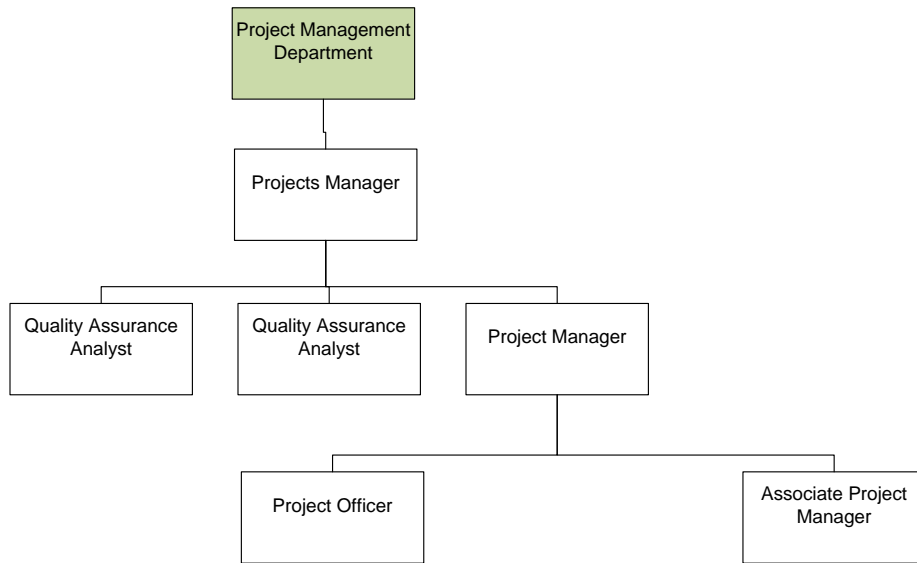 Project Management
Department
Projects Manager
Quality Assurance
Analyst
Quality Assurance
Analyst
Project Manager
Project Officer
Associate Project
Manager